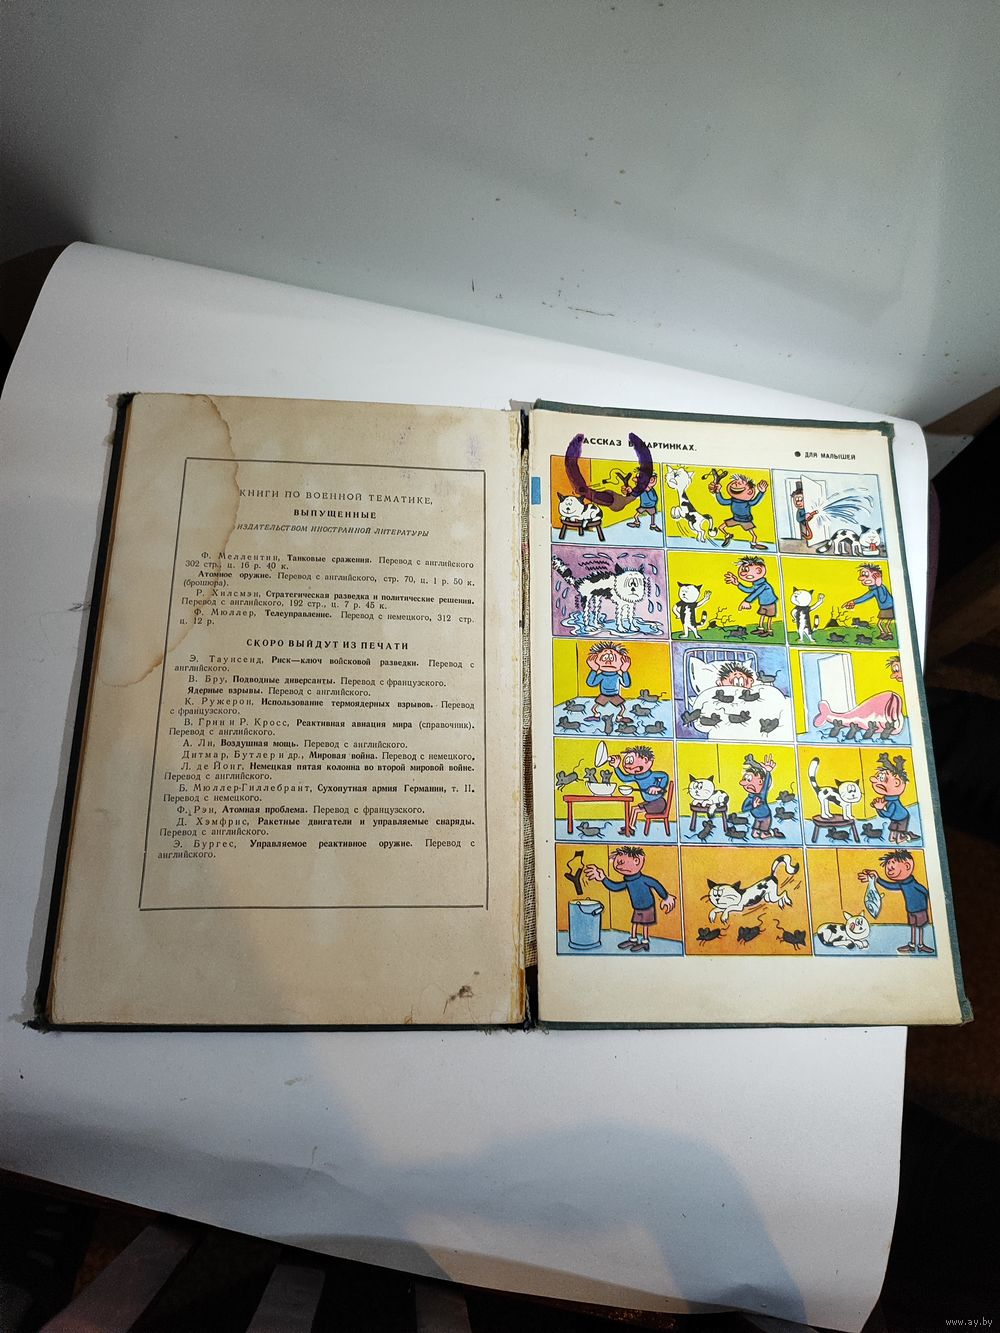 КНИГИ ПО ВОЕННОЙ ТЕМАТИКЕ,
ВЫПУЩЕННЫЕ
ИЗДАТЕЛЬСТВОМ ИНОСТРАННОЙ ЛИТЕРАТУРЫ
Ф. Меллентин, Танковые сражения. Перевод с английского
302 стр., ц. 16 р. 40 к.
Атомное оружие. Перевод с английского, стр. 70, ц. 1 р. 50 к.
(брошюра).
Р. Хилсмэн, Стратегическая разведка и политические решения.
Перевод с английского, 192 стр., ц. 7 р. 45 к.
Ф. Мюллер, Телеуправление. Перевод с немецкого, 312 стр.
ц. 12 р.
СКОРО ВЫЙДУТ ИЗ ПЕЧАТИ
Э. Таунсенд, Риск—ключ войсковой разведки. Перевод с
английского.
В. Бру, Подводные диверсанты. Перевод с французского.
Ядерные взрывы. Перевод с английского.
К. Ружерон, Использование термоядерных взрывов. Перевод
с французского.
В. Грин и Р. Кросс, Реактивная авиация мира (справочник).
Перевод с английского.
А. Ли, Воздушная мощь. Перевод с английского.
Дитмар, Бутлер и др., Мировая война. Перевод с немецкого,
Л. де Йонг, Немецкая пятая колонна во второй мировой войне.
Перевод с английского.
Б. Мюллер-Гиллебрант, Сухопутная армия Германии, т. II.
Перевод с немецкого.
Ф. Рэн, Атомная проблема. Перевод с французского.
Д. Хэмфрис, Ракетные двигатели и управляемые снаряды.
Перевод с английского.
Э. Бургес, Управляемое реактивное оружие. Перевод с
английского.
РАССКАЗ В КАРТИНКАХ.
● ДЛЯ МАЛЫШЕЙ
www.ay.by